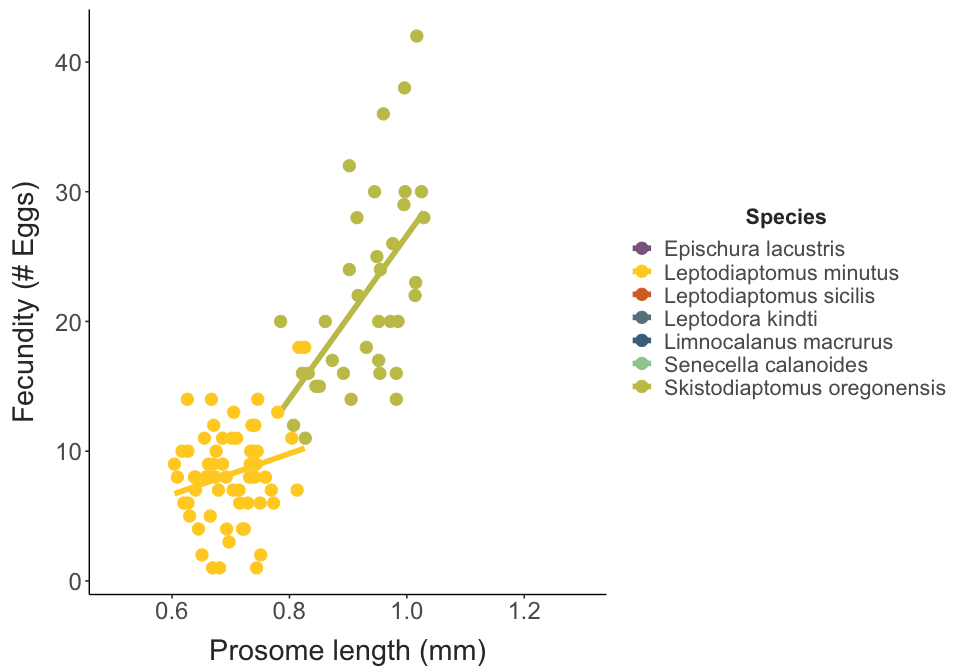 40
30
20
10
0
Fecundity (# Eggs)
0.6 0.8 1.0 1.2
Prosome length (mm)
Species
Epischura lacustris
Leptodiaptomus minutus
Leptodiaptomus sicilis
Leptodora kindti
Limnocalanus macrurus
Senecella calanoides
Skistodiaptomus oregonensis